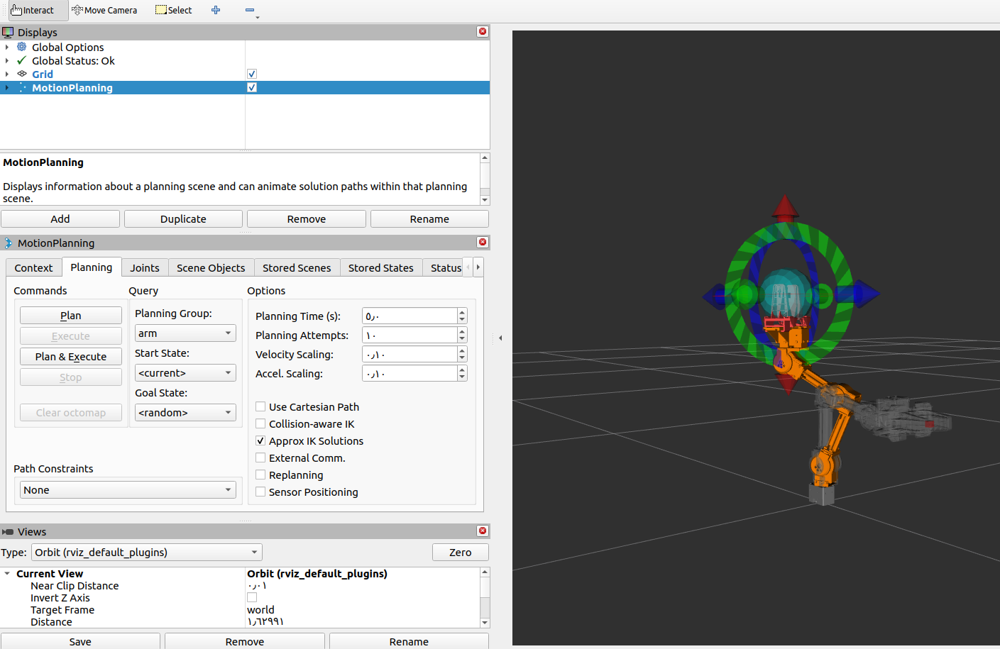 Interact
Move Camera
Select
Displays
Global Options
Global Status: Ok
Grid
MotionPlanning
MotionPlanning
Displays information about a planning scene and can animate solution paths within that planning
scene.
Add
Duplicate
Remove
Rename
MotionPlanning
Context
Planning
Joints
Scene Objects
Stored Scenes
Stored States
Status
Commands
Query
Options
Plan
Execute
Plan & Execute
Stop
Clear octomap
Planning Group:
arm
Start State:
<current>
Goal State:
<random>
Planning Time (s):
٥٫٠
Planning Attempts:
١٠
Velocity Scaling:
٠٫١٠
Accel. Scaling:
٠٫١٠
Use Cartesian Path
Collision-aware IK
Approx IK Solutions
External Comm.
Replanning
Sensor Positioning
Path Constraints
None
Views
Type:
Orbit (rviz_default_plugins)
Zero
Current View
Orbit (rviz_default_plugins)
Near Clip Distance
٠٫٠١
Invert Z Axis
Target Frame
world
Distance
١٫٦٢٩٩١
Save
Remove
Rename